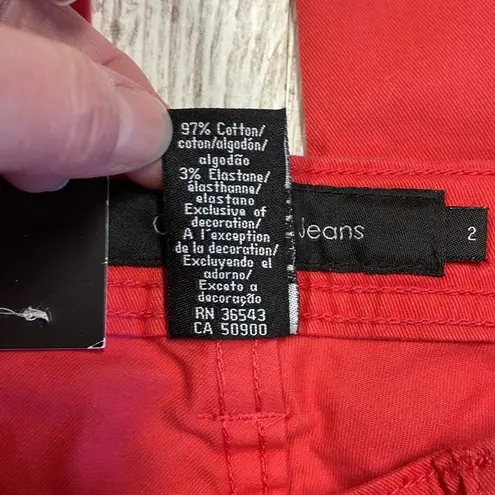 97% Cotton/
coton/algodón/
algodão
3% Elastane/
élasthanne/
elastano
Exclusive of
decoration/
A l'exception
de la decoration/
Excluyendo el
adorno/
Exceto a
decoração
RN 36543
CA 50900
Jeans
2